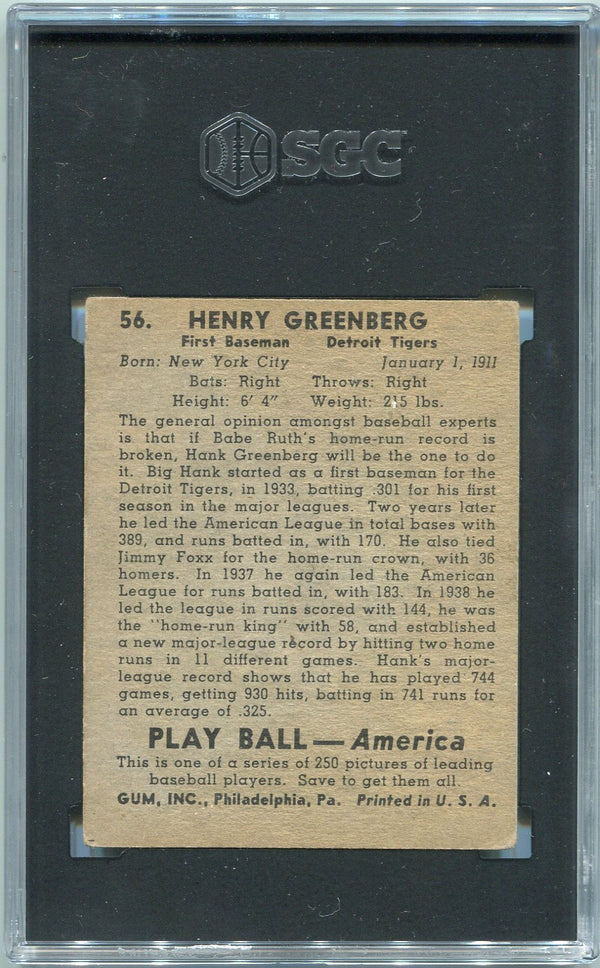 SGC
56. HENRY GREENBERG
First Baseman Detroit Tigers
Born: New York City January 1, 1911
Bats: Right Throws: Right
Height: 6' 4" Weight: 215 lbs.
The general opinion amongst baseball experts
is that if Babe Ruth's home-run record is
broken, Hank Greenberg will be the one to do
it. Big Hank started as a first baseman for the
Detroit Tigers, in 1933, batting .301 for his first
season in the major leagues. Two years later
he led the American League in total bases with
389, and runs batted in, with 170. He also tied
Jimmy Foxx for the home-run crown, with 36
homers. In 1937 he again led the American
League for runs batted in, with 183. In 1938 he
led the league in runs scored with 144, he was
the "home-run king" with 58, and established
a new major-league record by hitting two home
runs in 11 different games. Hank's major-
league record shows that he has played 744
games, getting 930 hits, batting in 741 runs for
an average of .325.
PLAY BALL—America
This is one of a series of 250 pictures of leading
baseball players. Save to get them all.
GUM, INC., Philadelphia, Pa. Printed in U. S. A.